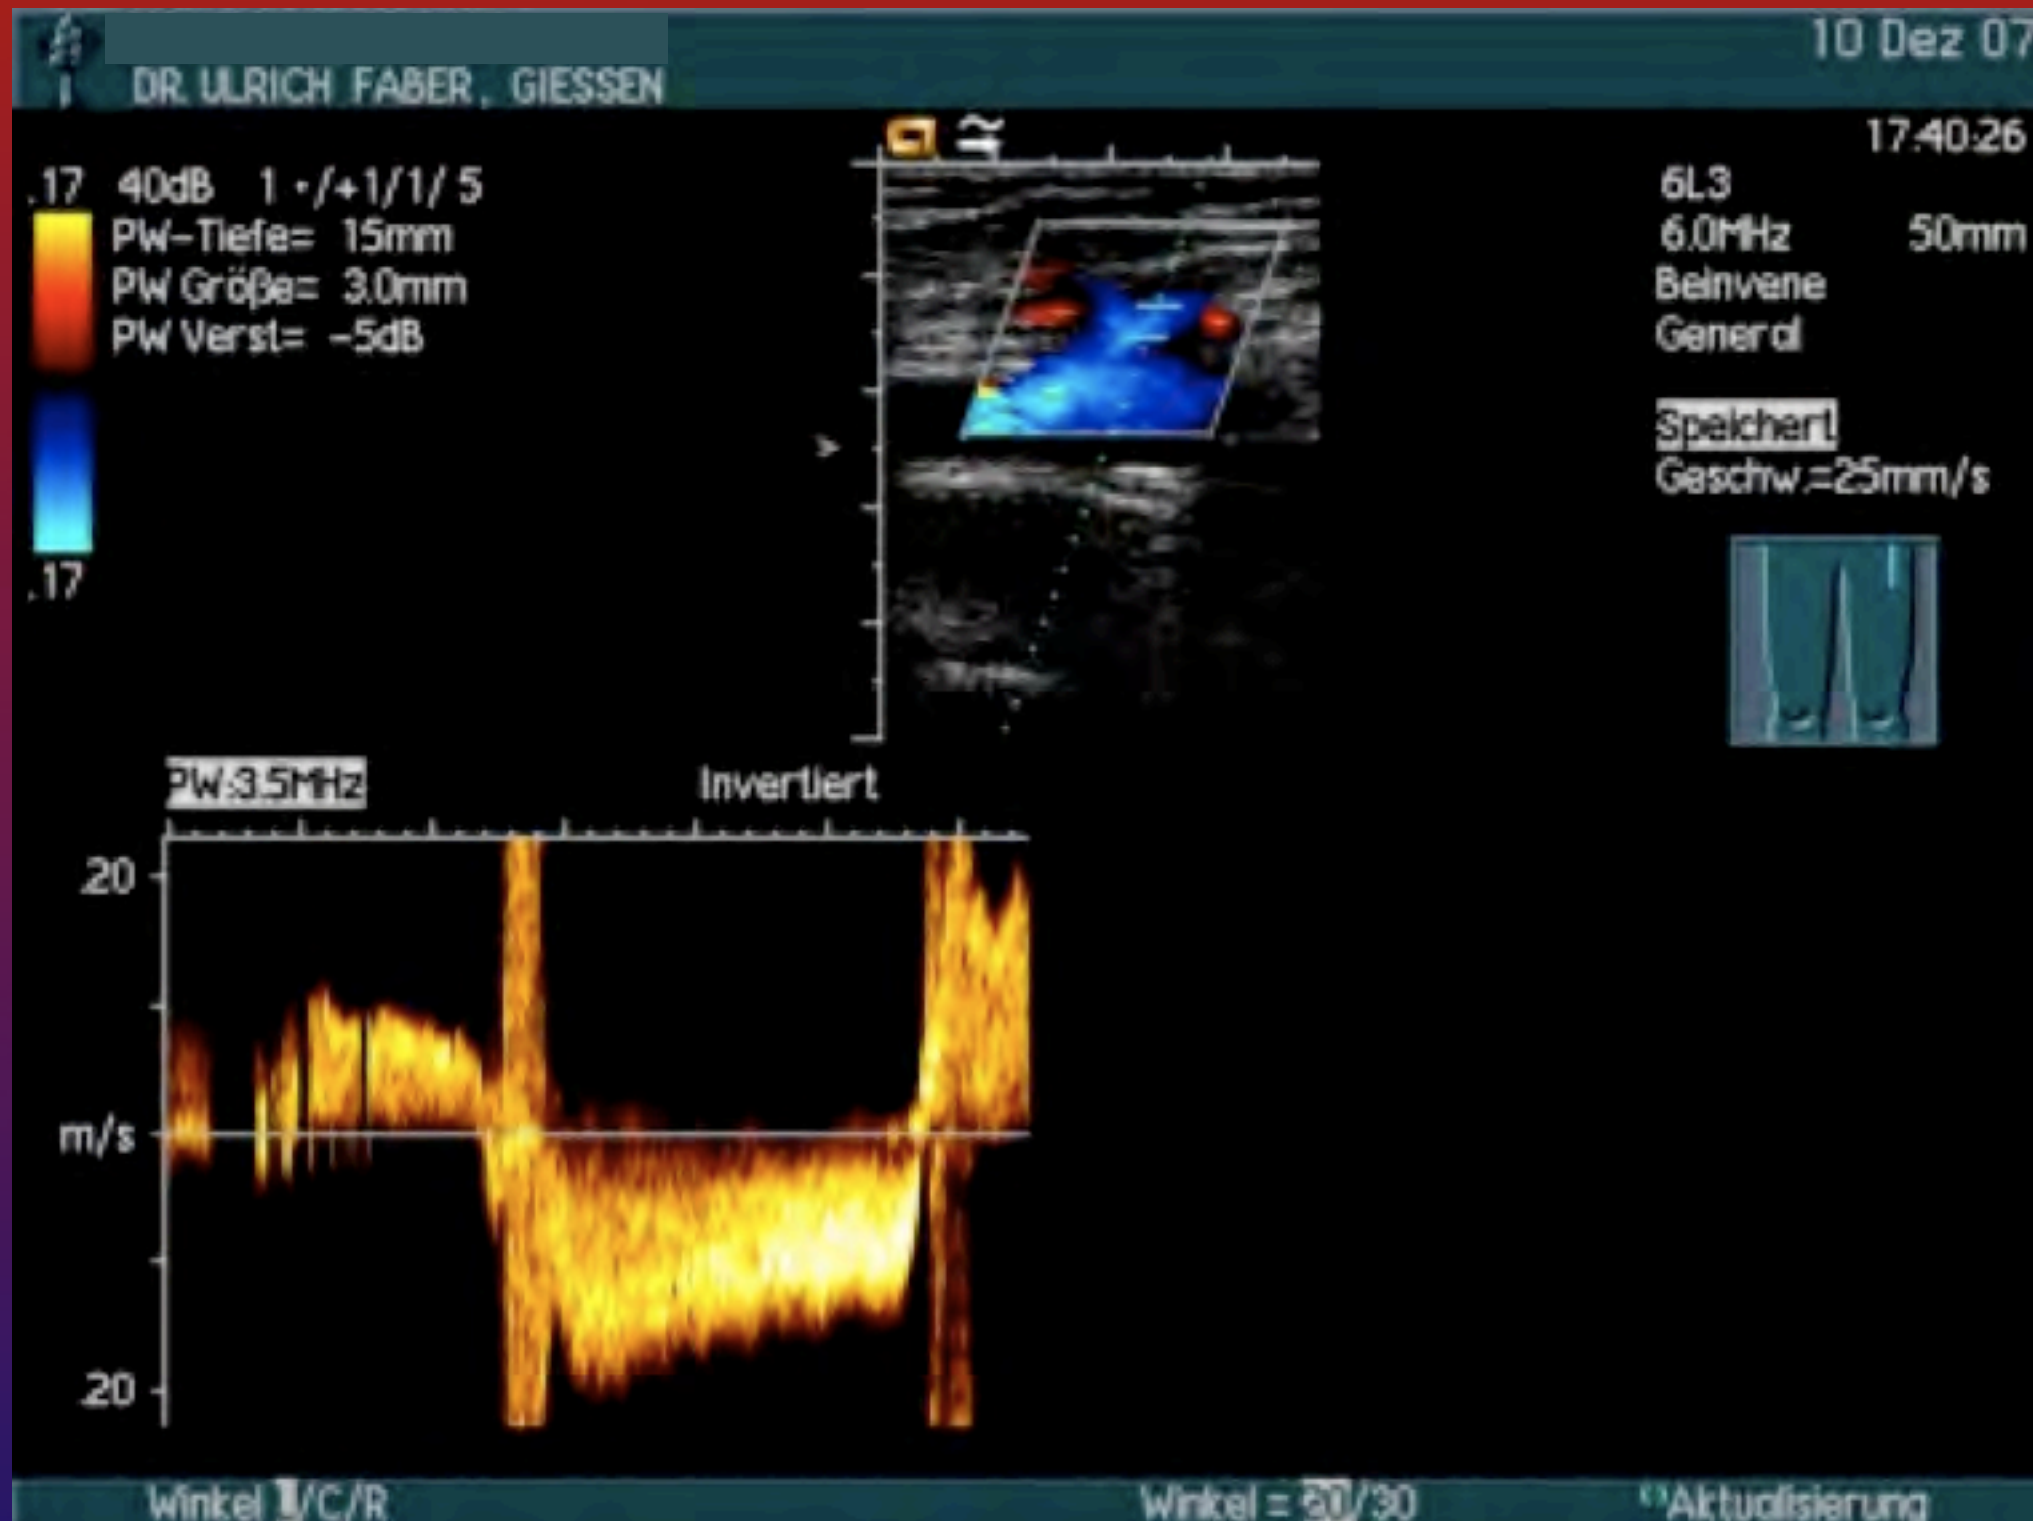 DR. ULRICH FABER, GIESSEN
10 Dez 07
17:40:26
.17 40dB 1 •/+1/1/ 5
PW-Tiefe= 15mm
PW Größe= 3.0mm
PW Verst= -5dB
.17
6L3
6.0MHz 50mm
Beinvene
General
Speichert
Geschw.=25mm/s
PW:3.5MHz
Invertiert
.20
m/s
.20
Winkel /C/R
Winkel = /30
Aktualisierung